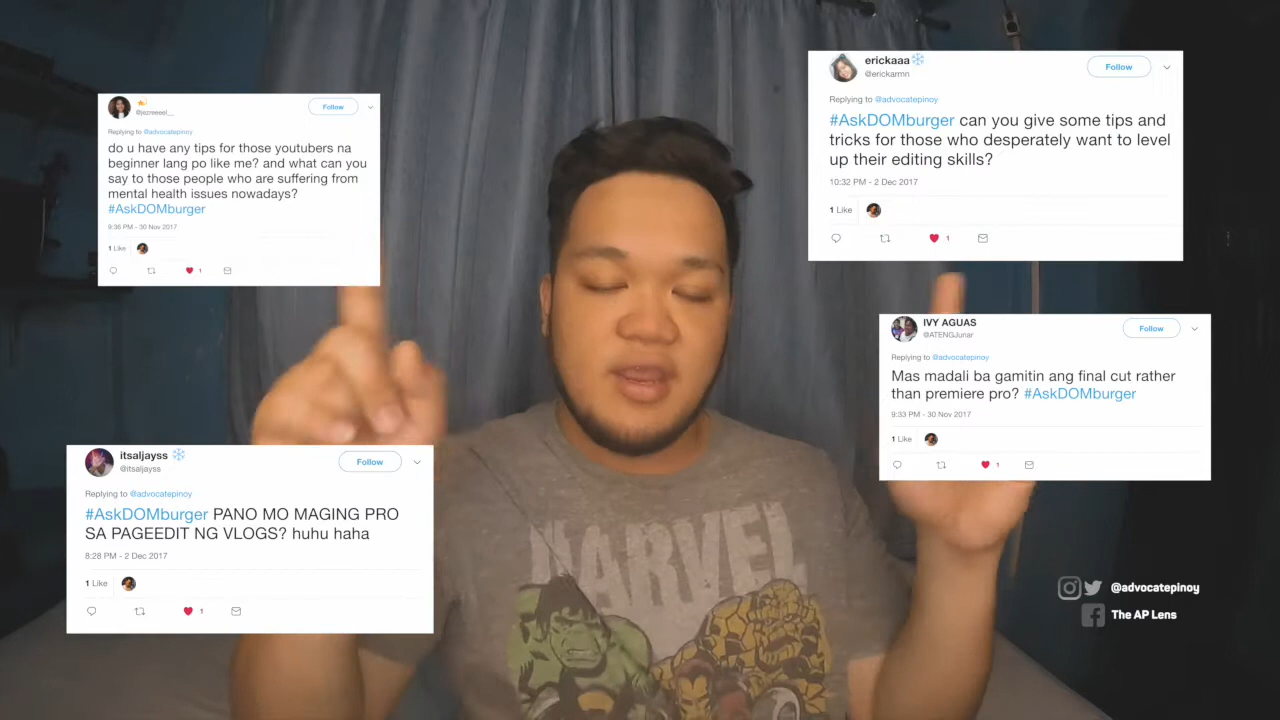 @jezreeeel__
Follow
Replying to @advocatepinoy
do u have any tips for those youtubers na
beginner lang po like me? and what can you
say to those people who are suffering from
mental health issues nowadays?
#AskDOMburger
9:36 PM - 30 Nov 2017
1 Like
1
erickaaa
@erickarmn
Follow
Replying to @advocatepinoy
#AskDOMburger can you give some tips and
tricks for those who desperately want to level
up their editing skills?
10:32 PM - 2 Dec 2017
1 Like
1
itsaljayss
@itsaljayss
Follow
Replying to @advocatepinoy
#AskDOMburger PANO MO MAGING PRO
SA PAGEEDIT NG VLOGS? huhu haha
8:28 PM - 2 Dec 2017
1 Like
1
IVY AGUAS
@ATENGJunar
Follow
Replying to @advocatepinoy
Mas madali ba gamitin ang final cut rather
than premiere pro? #AskDOMburger
9:33 PM - 30 Nov 2017
1 Like
1
MARVEL
@advocatepinoy
The AP Lens